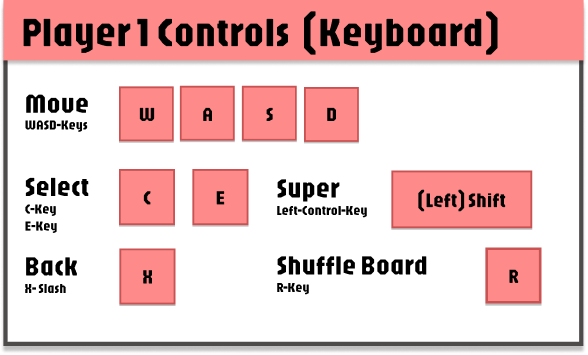 Player 1 Controls (Keyboard)
Move
WASD-Keys
W A S D
Select
C-Key
E-Key
C E
Super
Left-Control-Key
(Left) Shift
Back
X- Slash
X
Shuffle Board
R-Key
R